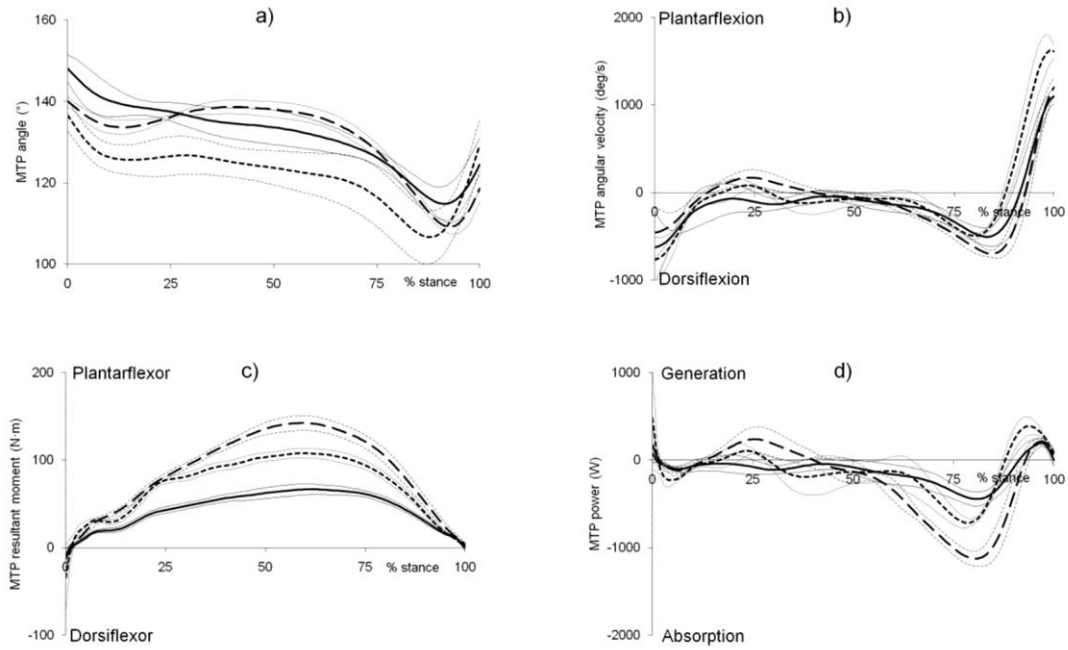 a)
160
150
140
120
100
MTP angle (°)
0
25
50
75
% stance
100
b)
Plantarflexion
2000
1000
0
-1000
MTP angular velocity (deg/s)
0
25
50
75
% stance
100
Dorsiflexion
c)
Plantarflexor
200
100
0
-100
MTP resultant moment (N·m)
0
25
50
75
% stance
100
Dorsiflexor
d)
Generation
1000
0
-1000
-2000
MTP power (W)
0
25
50
75
% stance
100
Absorption